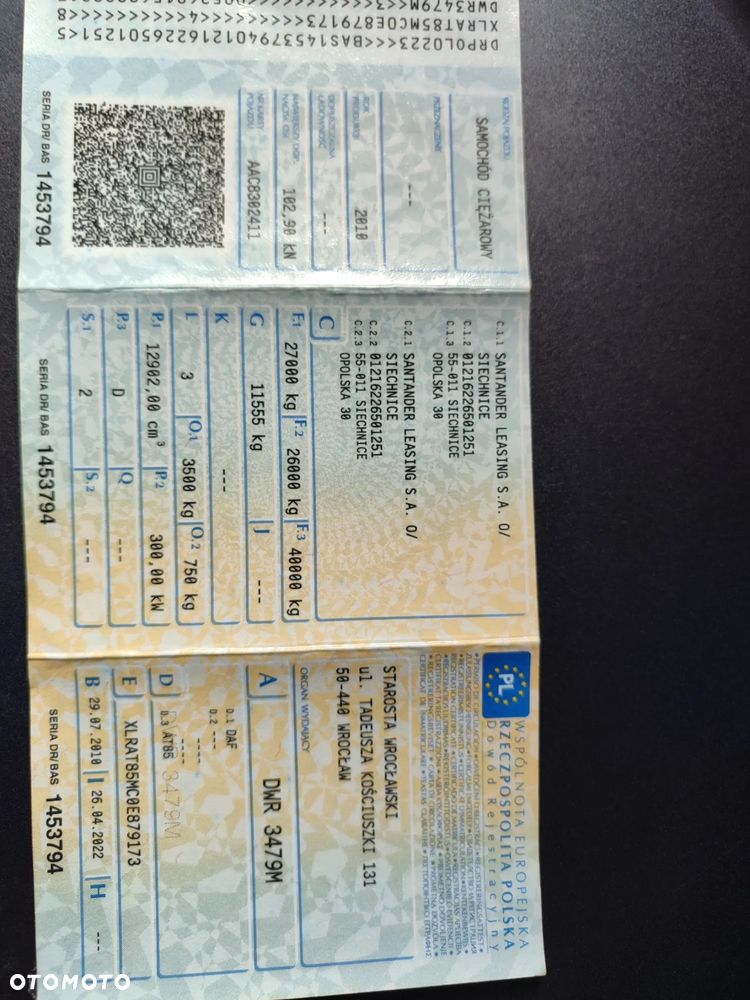 WSPÓLNOTA EUROPEJSKA
RZECZPOSPOLITA POLSKA
Dowód Rejestracyjny
PL
STAROSTA WROCŁAWSKI
ul. TADEUSZA KOŚCIUSZKI 131
50-440 WROCŁAW
ORGAN WYDAJĄCY
A DWR 3479M
D.1 DAF
D.2 ---
----
----
D D.3 AT85
DWR 3479M
E XLRAT85MC0E879173
B 29.07.2010 I 26.04.2022 H ---
SERIA DR/ BAS 1453794
C.1.1 SANTANDER LEASING S.A. O/
SIECHNICE
C.1.2 01216226501251
C.1.3 55-011 SIECHNICE
OPOLSKA 30
C.2.1 SANTANDER LEASING S.A. O/
SIECHNICE
C.2.2 01216226501251
C.2.3 55-011 SIECHNICE
OPOLSKA 30
C
F.1 27000 kg F.2 26000 kg F.3 40000 kg
G 11555 kg J ---
K ---
L 3 O.1 3500 kg O.2 750 kg
P.1 12902,00 cm³ P.2 300,00 kW
P.3 D Q ---
S.1 2 S.2 ---
SERIA DR/ BAS 1453794
RODZAJ POJAZDU
SAMOCHÓD CIĘŻAROWY
PRZEZNACZENIE
---
ROK PRODUKCJI 2010
DOPUSZCZALNA ŁADOWNOŚĆ ---
NAJWIĘKSZY DOP. NACISK OSI 102,90 kN
NR KARTY POJAZDU AAC8302411
SERIA DR/ BAS 1453794
DRPOL0223<<<BAS145379401216226501251<5
OTOMOTO